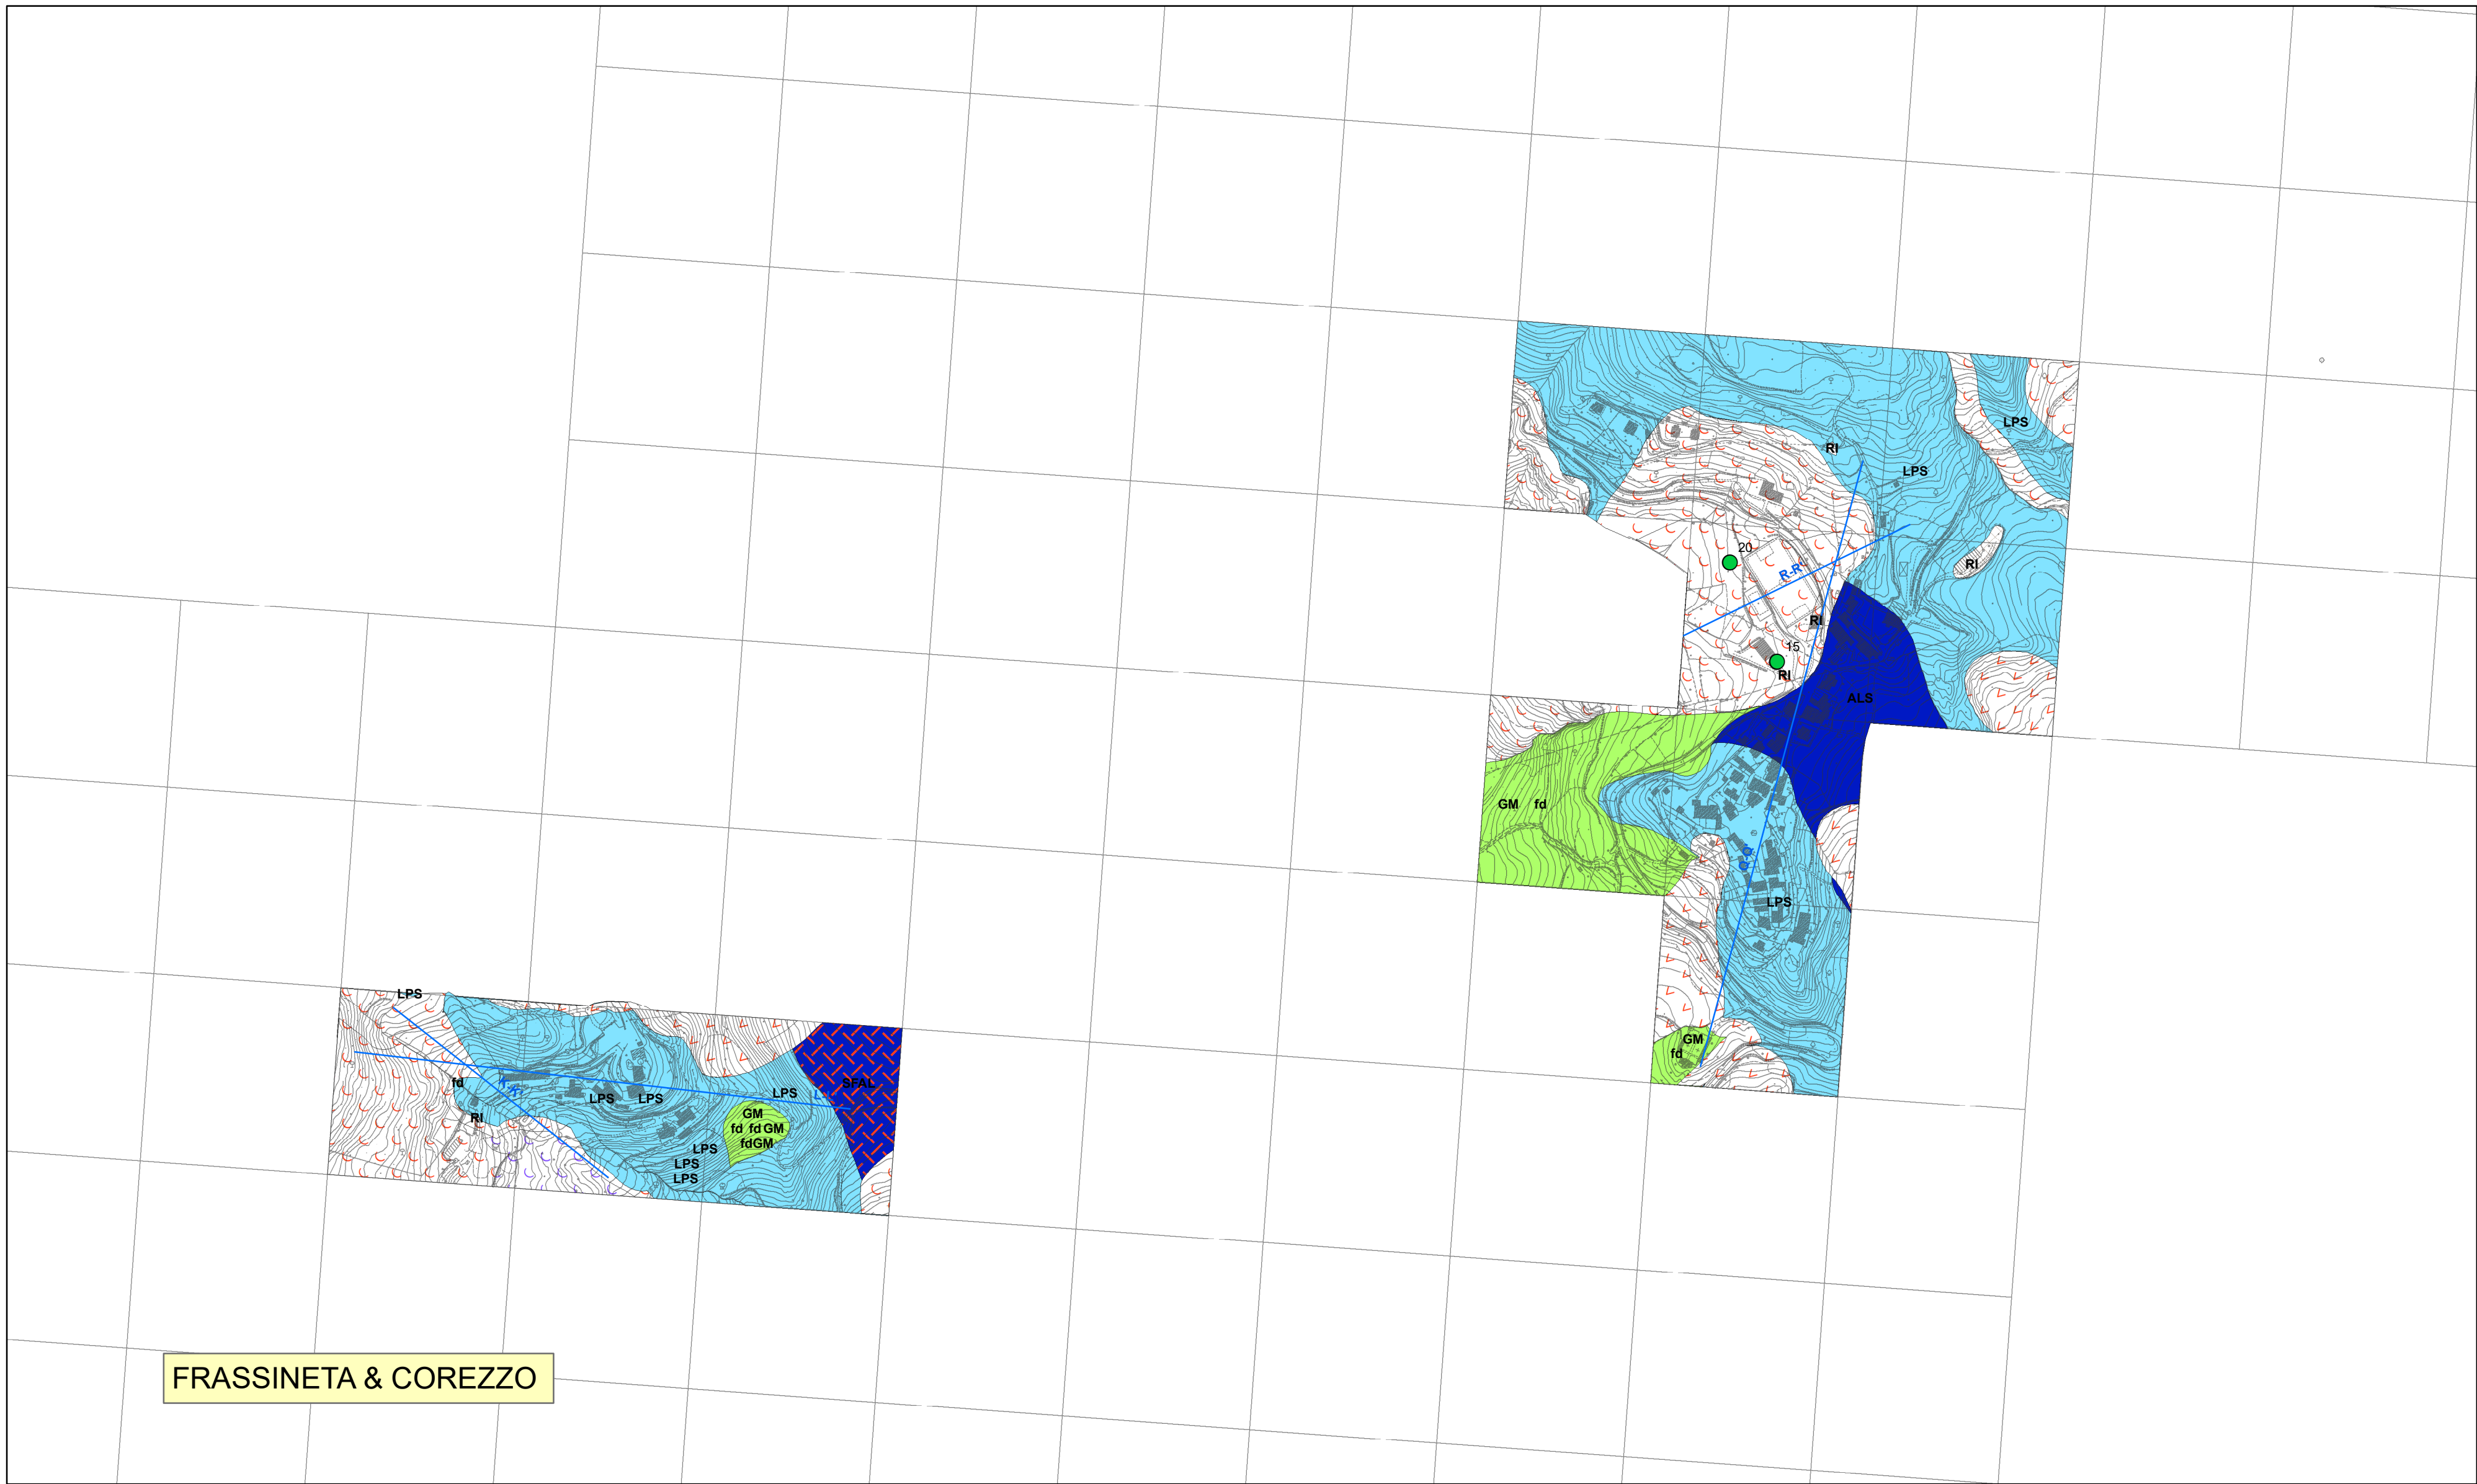 LPS
RI
LPS
20
R-R'
RI
RI
15
RI
ALS
GM fd
Q-Q'
LPS
GM
fd
LPS
fd
RI
LPS
LPS
LPS
SFAL
GM
fd fd GM
fdGM
LPS
LPS
LPS
FRASSINETA & COREZZO